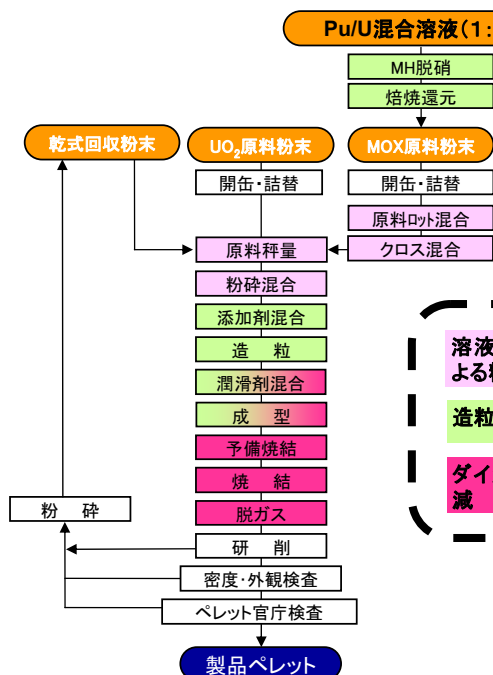 Pu/U混合溶液(1:
MH脱硝
焙焼還元
乾式回収粉末
UO₂原料粉末
MOX原料粉末
開缶・詰替
開缶・詰替
原料ロット混合
原料秤量
クロス混合
粉砕混合
添加剤混合
造 粒
潤滑剤混合
成 型
予備焼結
焼 結
脱ガス
粉 砕
研 削
密度・外観検査
ペレット官庁検査
製品ペレット
溶液
よる
造粒
ダイ
減